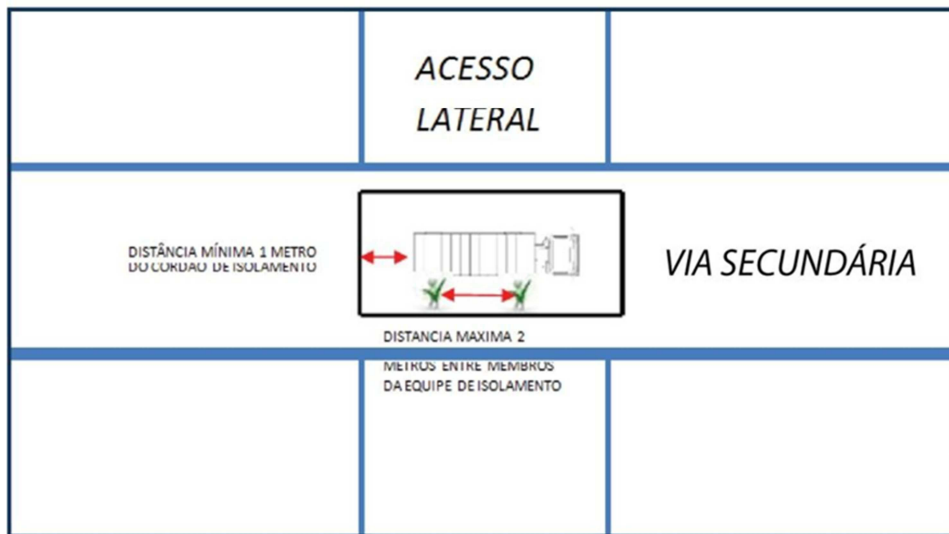 ACESSO
LATERAL
DISTÂNCIA MÍNIMA 1 METRO
DO CORDÃO DE ISOLAMENTO
VIA SECUNDÁRIA
DISTANCIA MAXIMA 2
METROS ENTRE MEMBROS
DA EQUIPE DE ISOLAMENTO